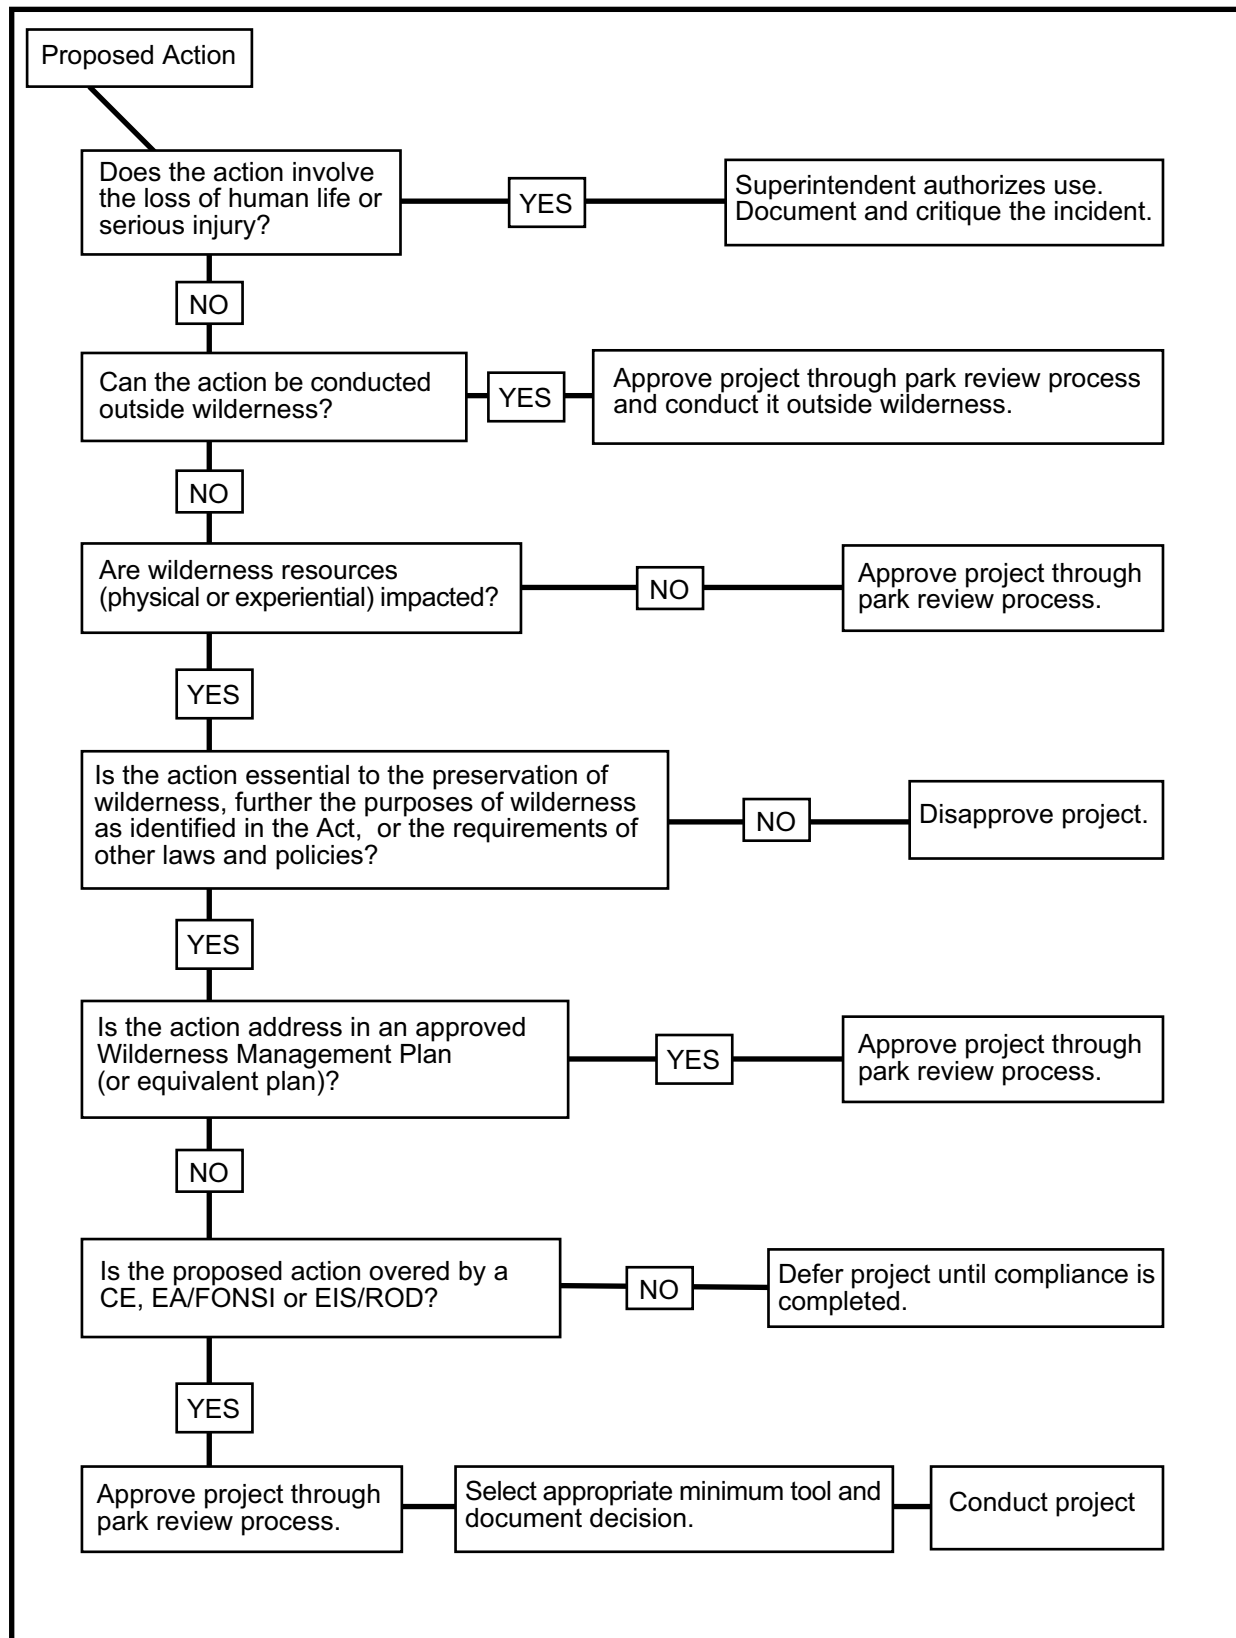 Proposed Action
Does the action involve
the loss of human life or
serious injury?
YES
Superintendent authorizes use.
Document and critique the incident.
NO
Can the action be conducted
outside wilderness?
YES
Approve project through park review process
and conduct it outside wilderness.
NO
Are wilderness resources
(physical or experiential) impacted?
NO
Approve project through
park review process.
YES
Is the action essential to the preservation of
wilderness, further the purposes of wilderness
as identified in the Act, or the requirements of
other laws and policies?
NO
Disapprove project.
YES
Is the action address in an approved
Wilderness Management Plan
(or equivalent plan)?
YES
Approve project through
park review process.
NO
Is the proposed action overed by a
CE, EA/FONSI or EIS/ROD?
NO
Defer project until compliance is
completed.
YES
Approve project through
park review process.
Select appropriate minimum tool and
document decision.
Conduct project